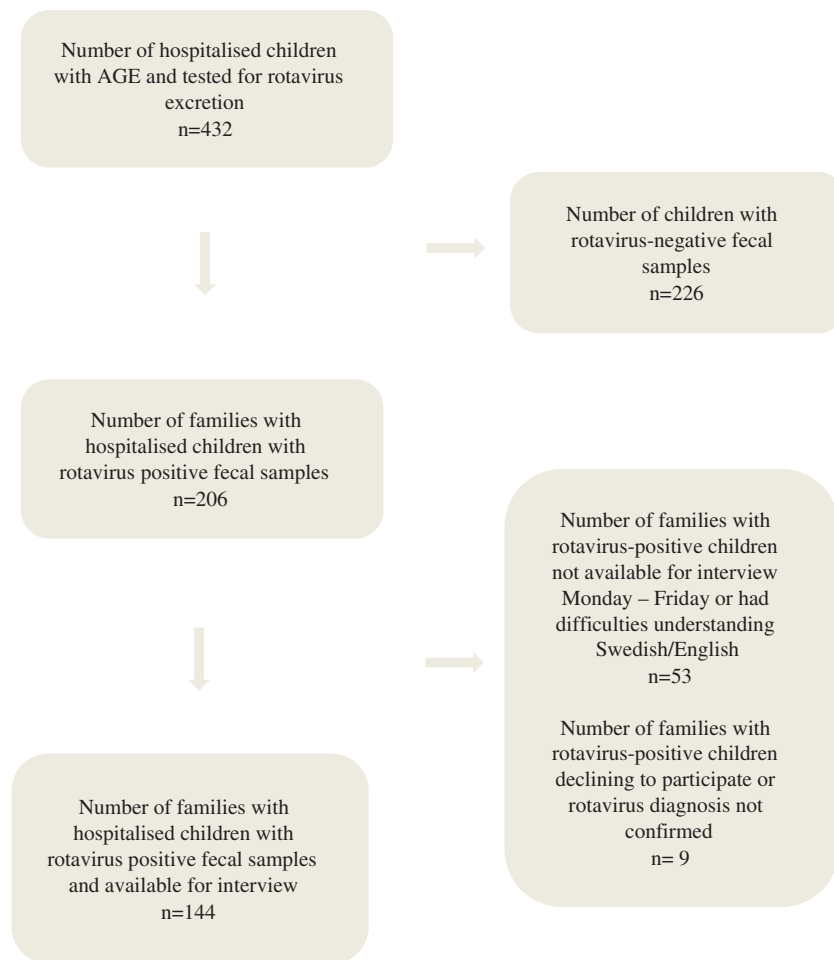 Number of hospitalised children
with AGE and tested for rotavirus
excretion
n=432
Number of children with
rotavirus-negative fecal
samples
n=226
Number of families with
hospitalised children with
rotavirus positive fecal samples
n=206
Number of families with
rotavirus-positive children
not available for interview
Monday – Friday or had
difficulties understanding
Swedish/English
n=53
Number of families with
rotavirus-positive children
declining to participate or
rotavirus diagnosis not
confirmed
n= 9
Number of families with
hospitalised children with
rotavirus positive fecal samples
and available for interview
n=144